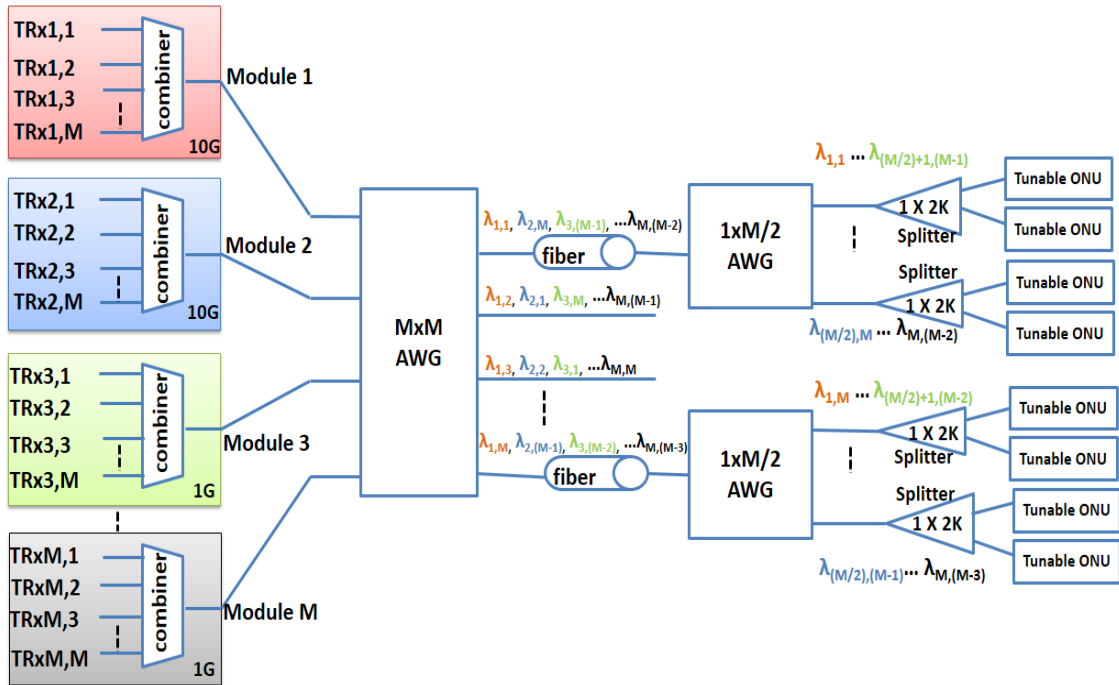 TRx1,1
TRx1,2
TRx1,3
TRx1,M
combiner
10G
Module 1
TRx2,1
TRx2,2
TRx2,3
TRx2,M
combiner
10G
Module 2
TRx3,1
TRx3,2
TRx3,3
TRx3,M
combiner
1G
Module 3
TRxM,1
TRxM,2
TRxM,3
TRxM,M
combiner
1G
Module M
MxM
AWG
λ1,1, λ2,M, λ3,(M-1), ...λM,(M-2)
fiber
λ1,2, λ2,1, λ3,M, ...λM,(M-1)
λ1,3, λ2,2, λ3,1, ...λM,M
λ1,M, λ2,(M-1), λ3,(M-2), ...λM,(M-3)
fiber
1xM/2
AWG
λ1,1 ... λ(M/2)+1,(M-1)
1 X 2K
Splitter
Tunable ONU
Tunable ONU
Splitter
1 X 2K
λ(M/2),M ... λM,(M-2)
Tunable ONU
Tunable ONU
1xM/2
AWG
λ1,M ... λ(M/2)+1,(M-2)
1 X 2K
Splitter
Tunable ONU
Tunable ONU
Splitter
1 X 2K
λ(M/2),(M-1)... λM,(M-3)
Tunable ONU
Tunable ONU